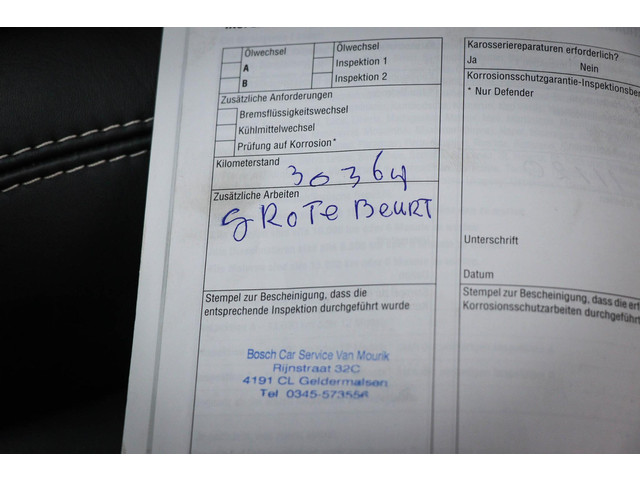 Ölwechsel
A
B
Ölwechsel
Inspektion 1
Inspektion 2
Zusätzliche Anforderungen
Bremsflüssigkeitswechsel
Kühlmittelwechsel
Prüfung auf Korrosion*
Kilometerstand
30364
Zusätzliche Arbeiten
GROTE BEURT
Stempel zur Bescheinigung, dass die
entsprechende Inspektion durchgeführt wurde
Bosch Car Service Van Mourik
Rijnstraat 32C
4191 CL Geldermalsen
Tel 0345-573556
Karosseriereparaturen erforderlich?
Ja Nein
Korrosionsschutzgarantie-Inspektionsbe
* Nur Defender
Unterschrift
Datum
Stempel zur Bescheinigung, dass die erf
Korrosionsschutzarbeiten durchgeführt